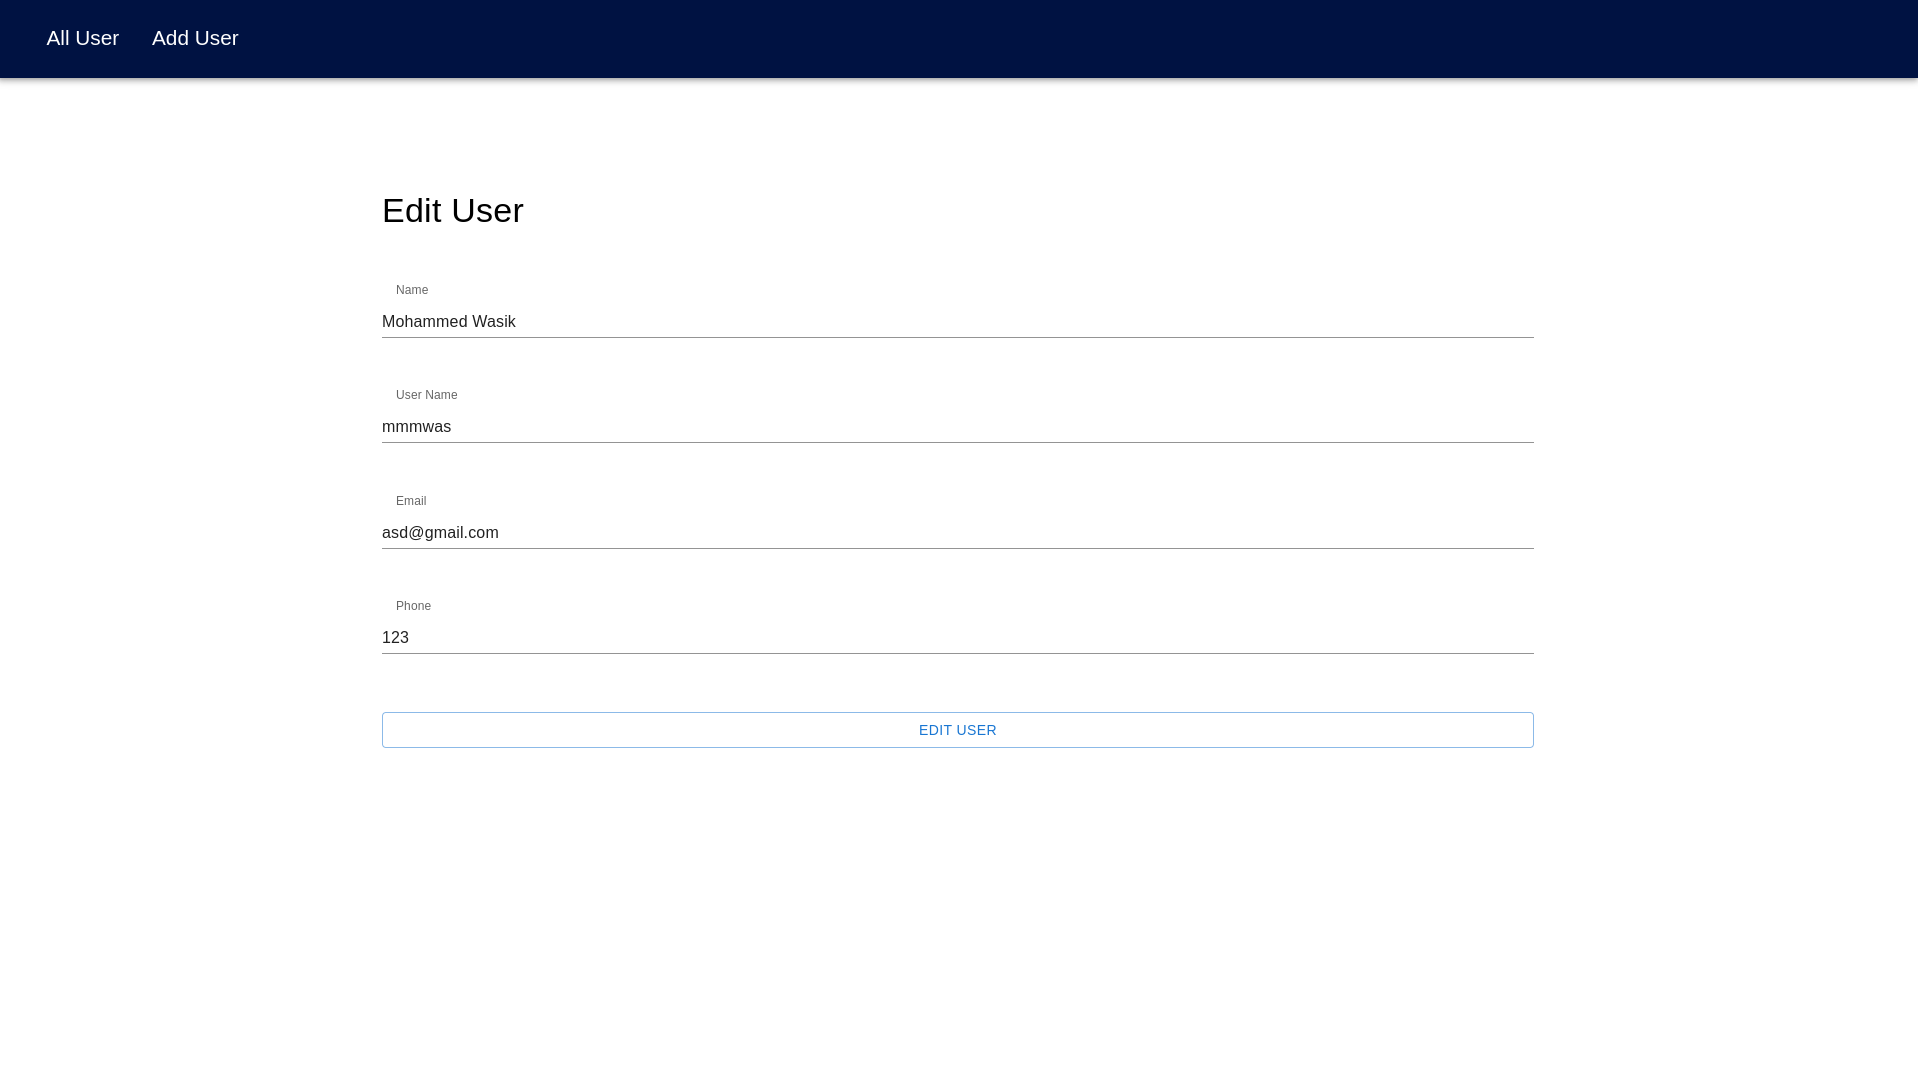 All User Add User
Edit User
Name
Mohammed Wasik
User Name
mmmwas
Email
asd@gmail.com
Phone
123
EDIT USER